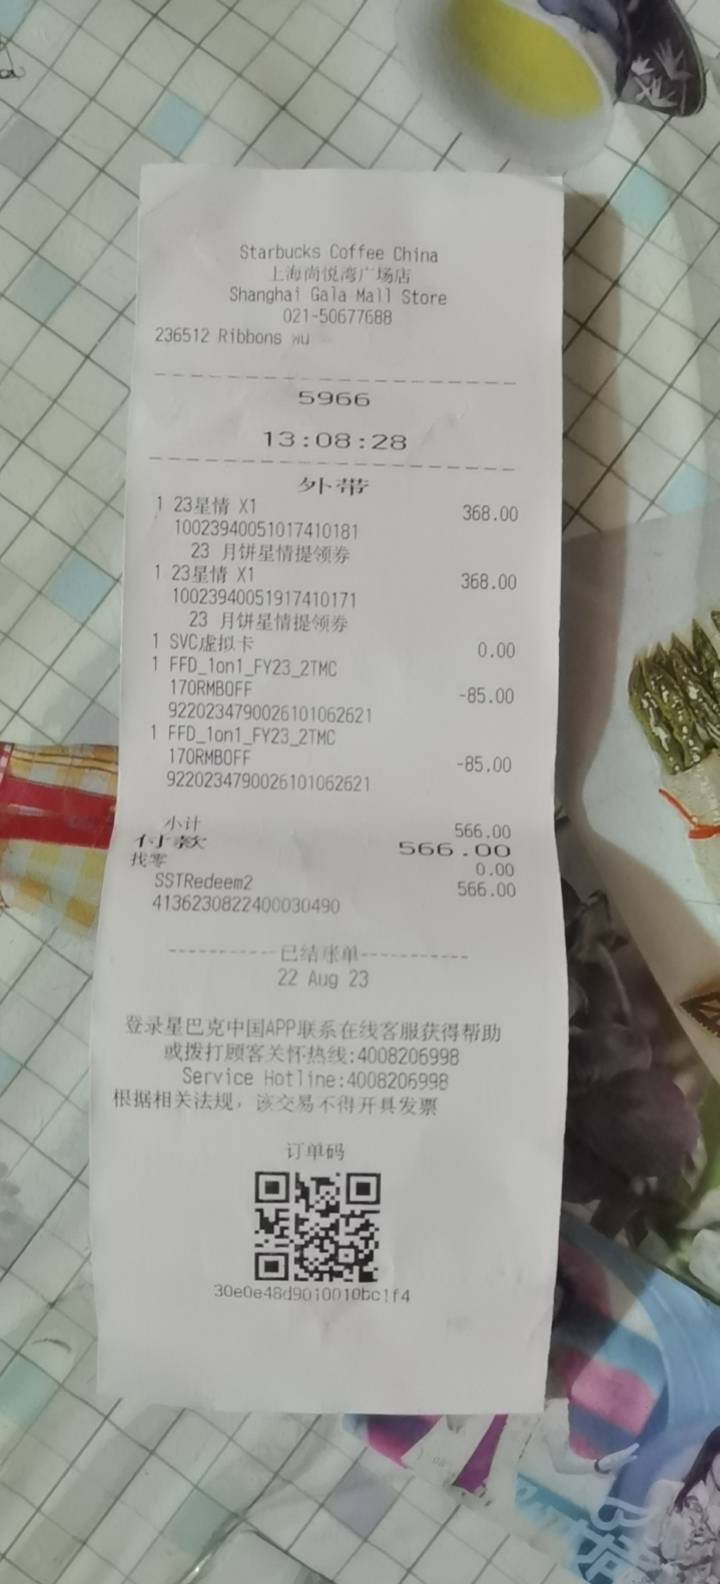 Starbucks Coffee China
上海尚悦湾广场店
Shanghai Gala Mall Store
021-50677688
236512 Ribbons wu
5966
13:08:28
外带
1 23星情 X1 368.00
10023940051017410181
23 月饼星情提领券
1 23星情 X1 368.00
10023940051917410171
23 月饼星情提领券
1 SVC虚拟卡 0.00
1 FFD_1on1_FY23_2TMC
170RMBOFF -85.00
9220234790026101062621
1 FFD_1on1_FY23_2TMC
170RMBOFF -85.00
9220234790026101062621
小计 566.00
付款 566.00
找零 0.00
SSTRedeem2 566.00
4136230822400030490
-----------已结账单-----------
22 Aug 23
登录星巴克中国APP联系在线客服获得帮助
或拨打顾客关怀热线:4008206998
Service Hotline:4008206998
根据相关法规，该交易不得开具发票
订单码
30e0e48d9010010bc1f4